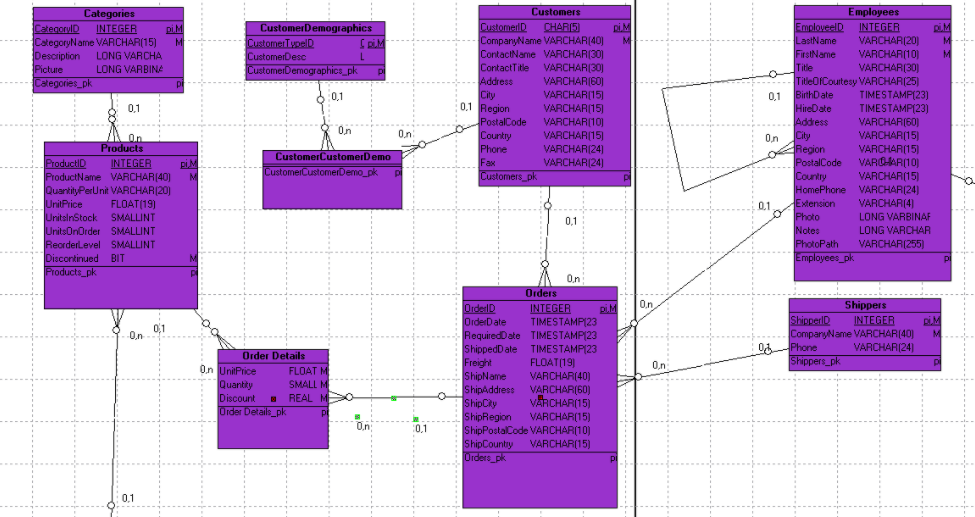 Categories
CategoryID INTEGER pi,M
CategoryName VARCHAR(15) M
Description LONG VARCHA
Picture LONG VARBINA
Categories_pk pi
CustomerDemographics
CustomerTypeID C pi,M
CustomerDesc L
CustomerDemographics_pk pi
Customers
CustomerID CHAR(5) pi,M
CompanyName VARCHAR(40) M
ContactName VARCHAR(30)
ContactTitle VARCHAR(30)
Address VARCHAR(60)
City VARCHAR(15)
Region VARCHAR(15)
PostalCode VARCHAR(10)
Country VARCHAR(15)
Phone VARCHAR(24)
Fax VARCHAR(24)
Customers_pk pi
Employees
EmployeeID INTEGER pi,M
LastName VARCHAR(20) M
FirstName VARCHAR(10) M
Title VARCHAR(30)
TitleOfCourtesy VARCHAR(25)
BirthDate TIMESTAMP(23)
HireDate TIMESTAMP(23)
Address VARCHAR(60)
City VARCHAR(15)
Region VARCHAR(15)
PostalCode VARCHAR(10)
Country VARCHAR(15)
HomePhone VARCHAR(24)
Extension VARCHAR(4)
Photo LONG VARBINAR
Notes LONG VARCHAR
PhotoPath VARCHAR(255)
Employees_pk pi
0,1
0,n
0,1
0,n
0,1
0,n
0,1
0,n
0,1
Products
ProductID INTEGER pi,M
ProductName VARCHAR(40) M
QuantityPerUnit VARCHAR(20)
UnitPrice FLOAT(19)
UnitsInStock SMALLINT
UnitsOnOrder SMALLINT
ReorderLevel SMALLINT
Discontinued BIT M
Products_pk pi
CustomerCustomerDemo
CustomerCustomerDemo_pk pi
0,1
0,n
Orders
OrderID INTEGER pi,M
OrderDate TIMESTAMP(23
RequiredDate TIMESTAMP(23
ShippedDate TIMESTAMP(23
Freight FLOAT(19)
ShipName VARCHAR(40)
ShipAddress VARCHAR(60)
ShipCity VARCHAR(15)
ShipRegion VARCHAR(15)
ShipPostalCode VARCHAR(10)
ShipCountry VARCHAR(15)
Orders_pk pi
0,n
0,n
0,1
Shippers
ShipperID INTEGER pi,M
CompanyName VARCHAR(40) M
Phone VARCHAR(24)
Shippers_pk pi
0,n
0,1
0,n
Order Details
UnitPrice FLOAT M
Quantity SMALL M
Discount REAL M
Order Details_pk pi
0,n
0,1
0,1